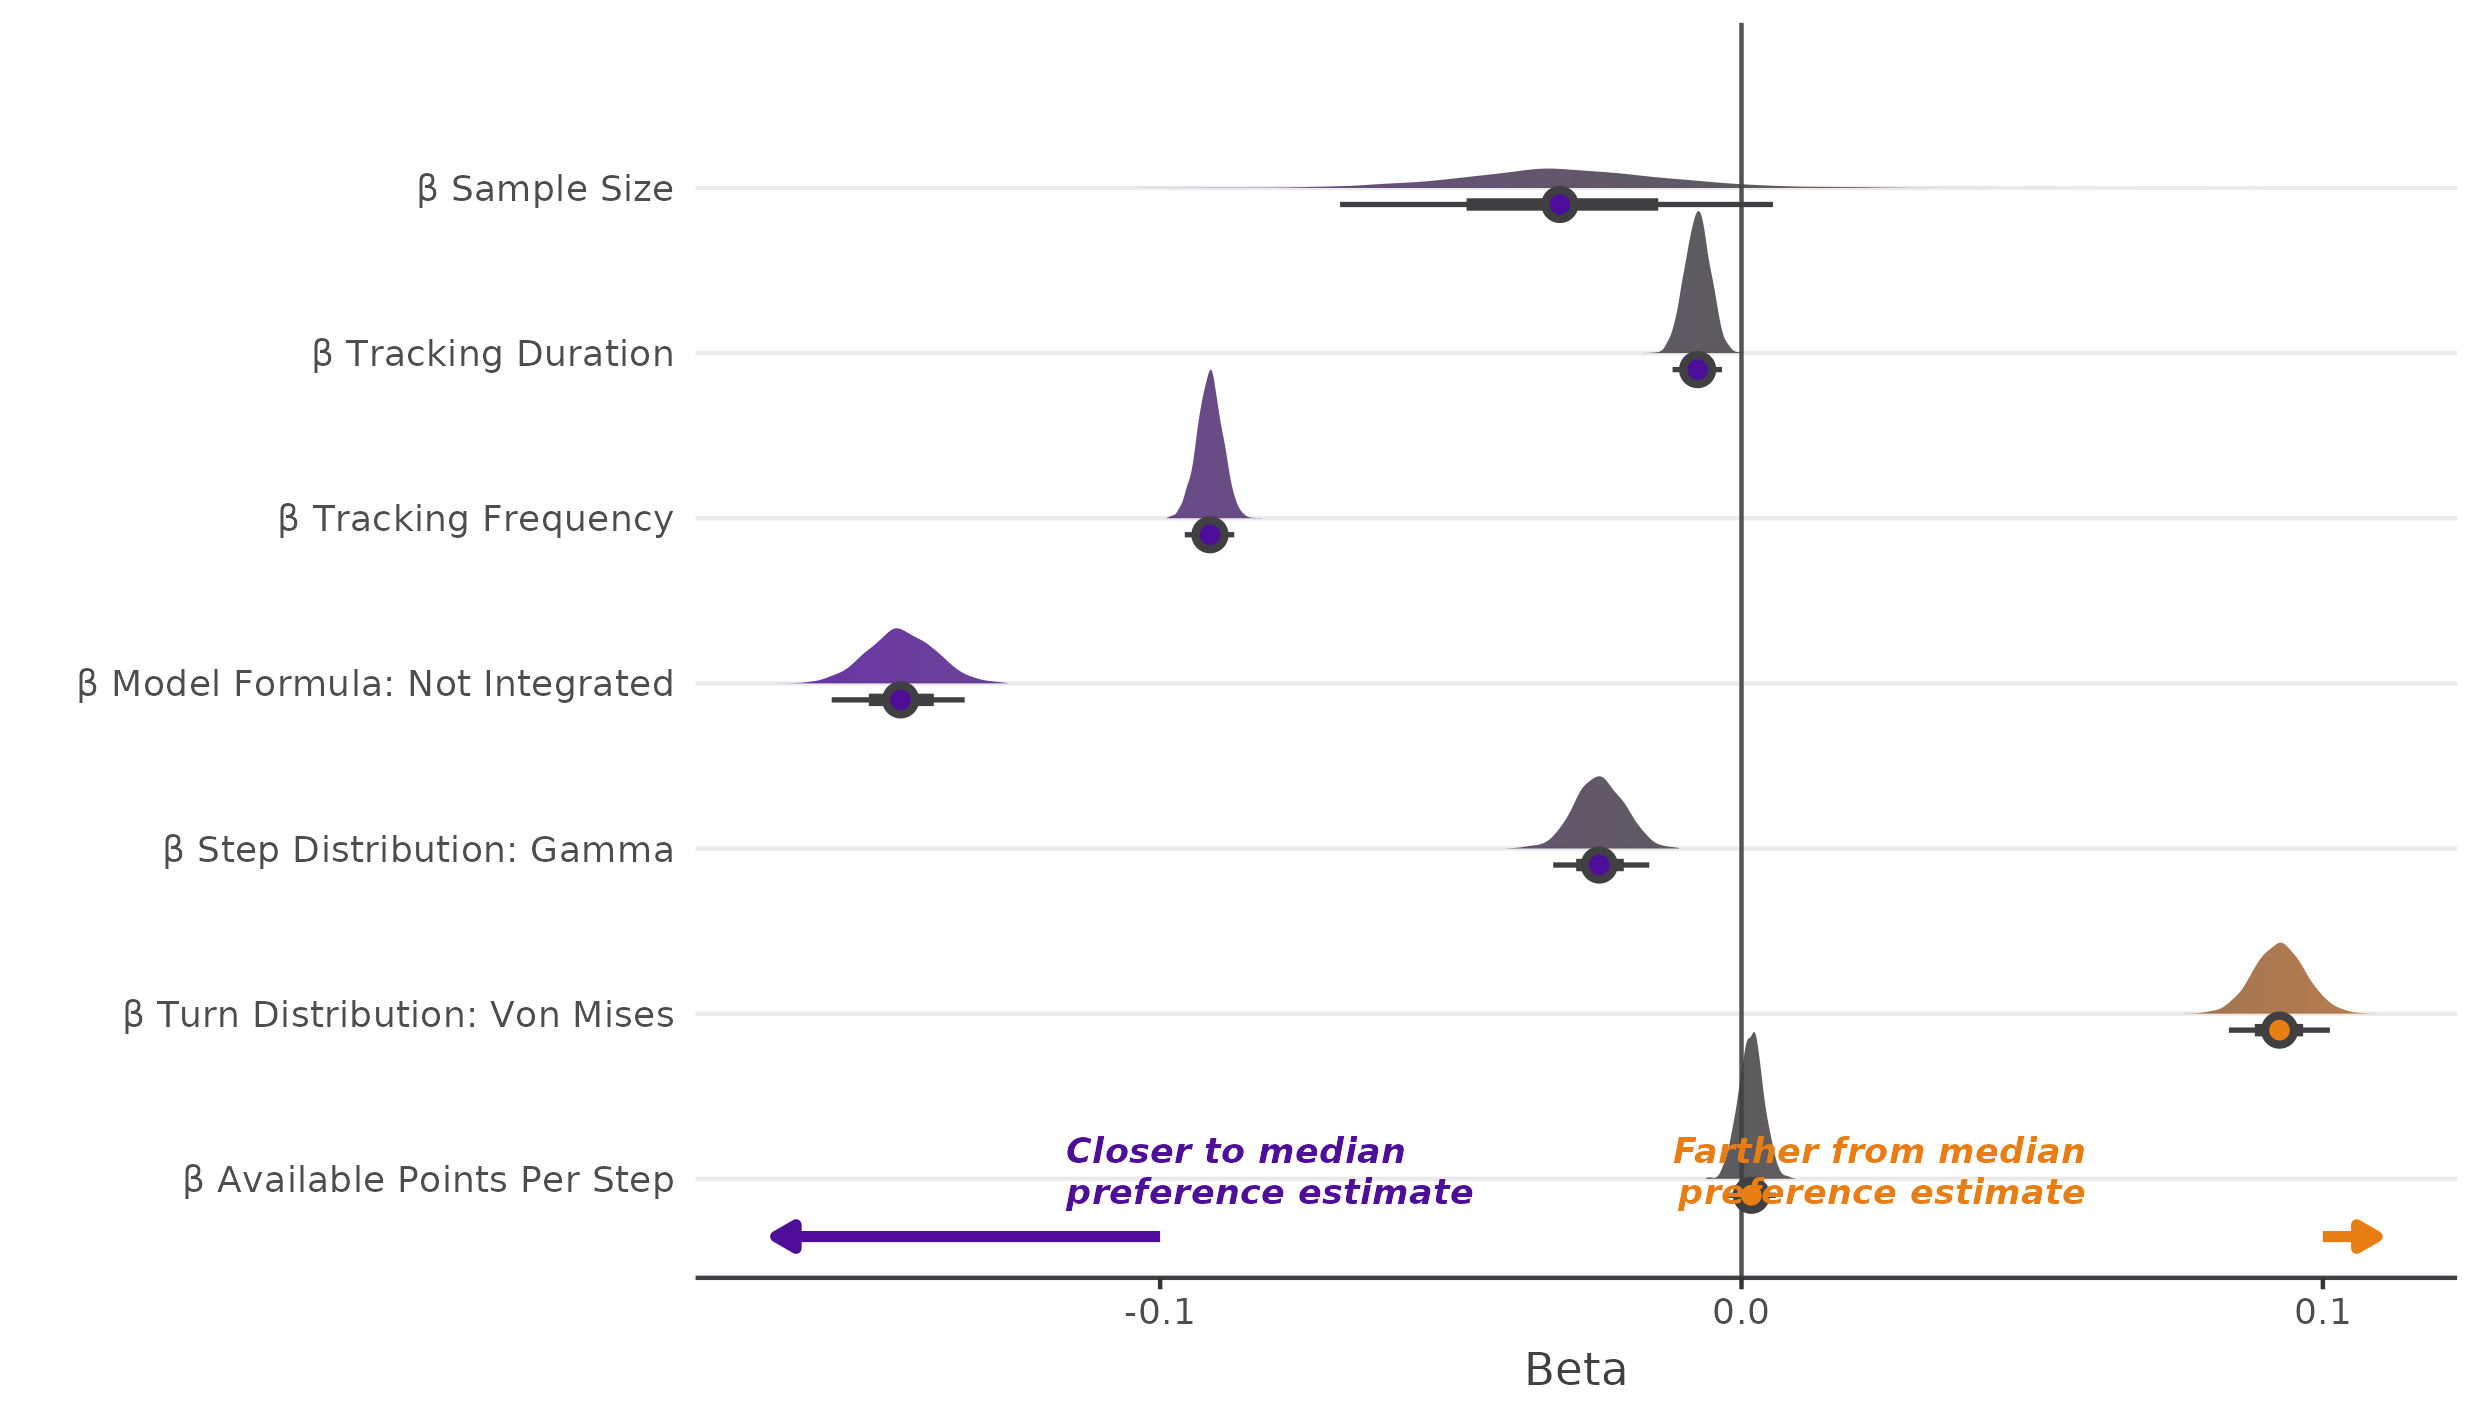 β Sample Size
β Tracking Duration
β Tracking Frequency
β Model Formula: Not Integrated
β Step Distribution: Gamma
β Turn Distribution: Von Mises
β Available Points Per Step
Closer to median
preference estimate
Farther from median
preference estimate
-0.1
0.0
0.1
Beta